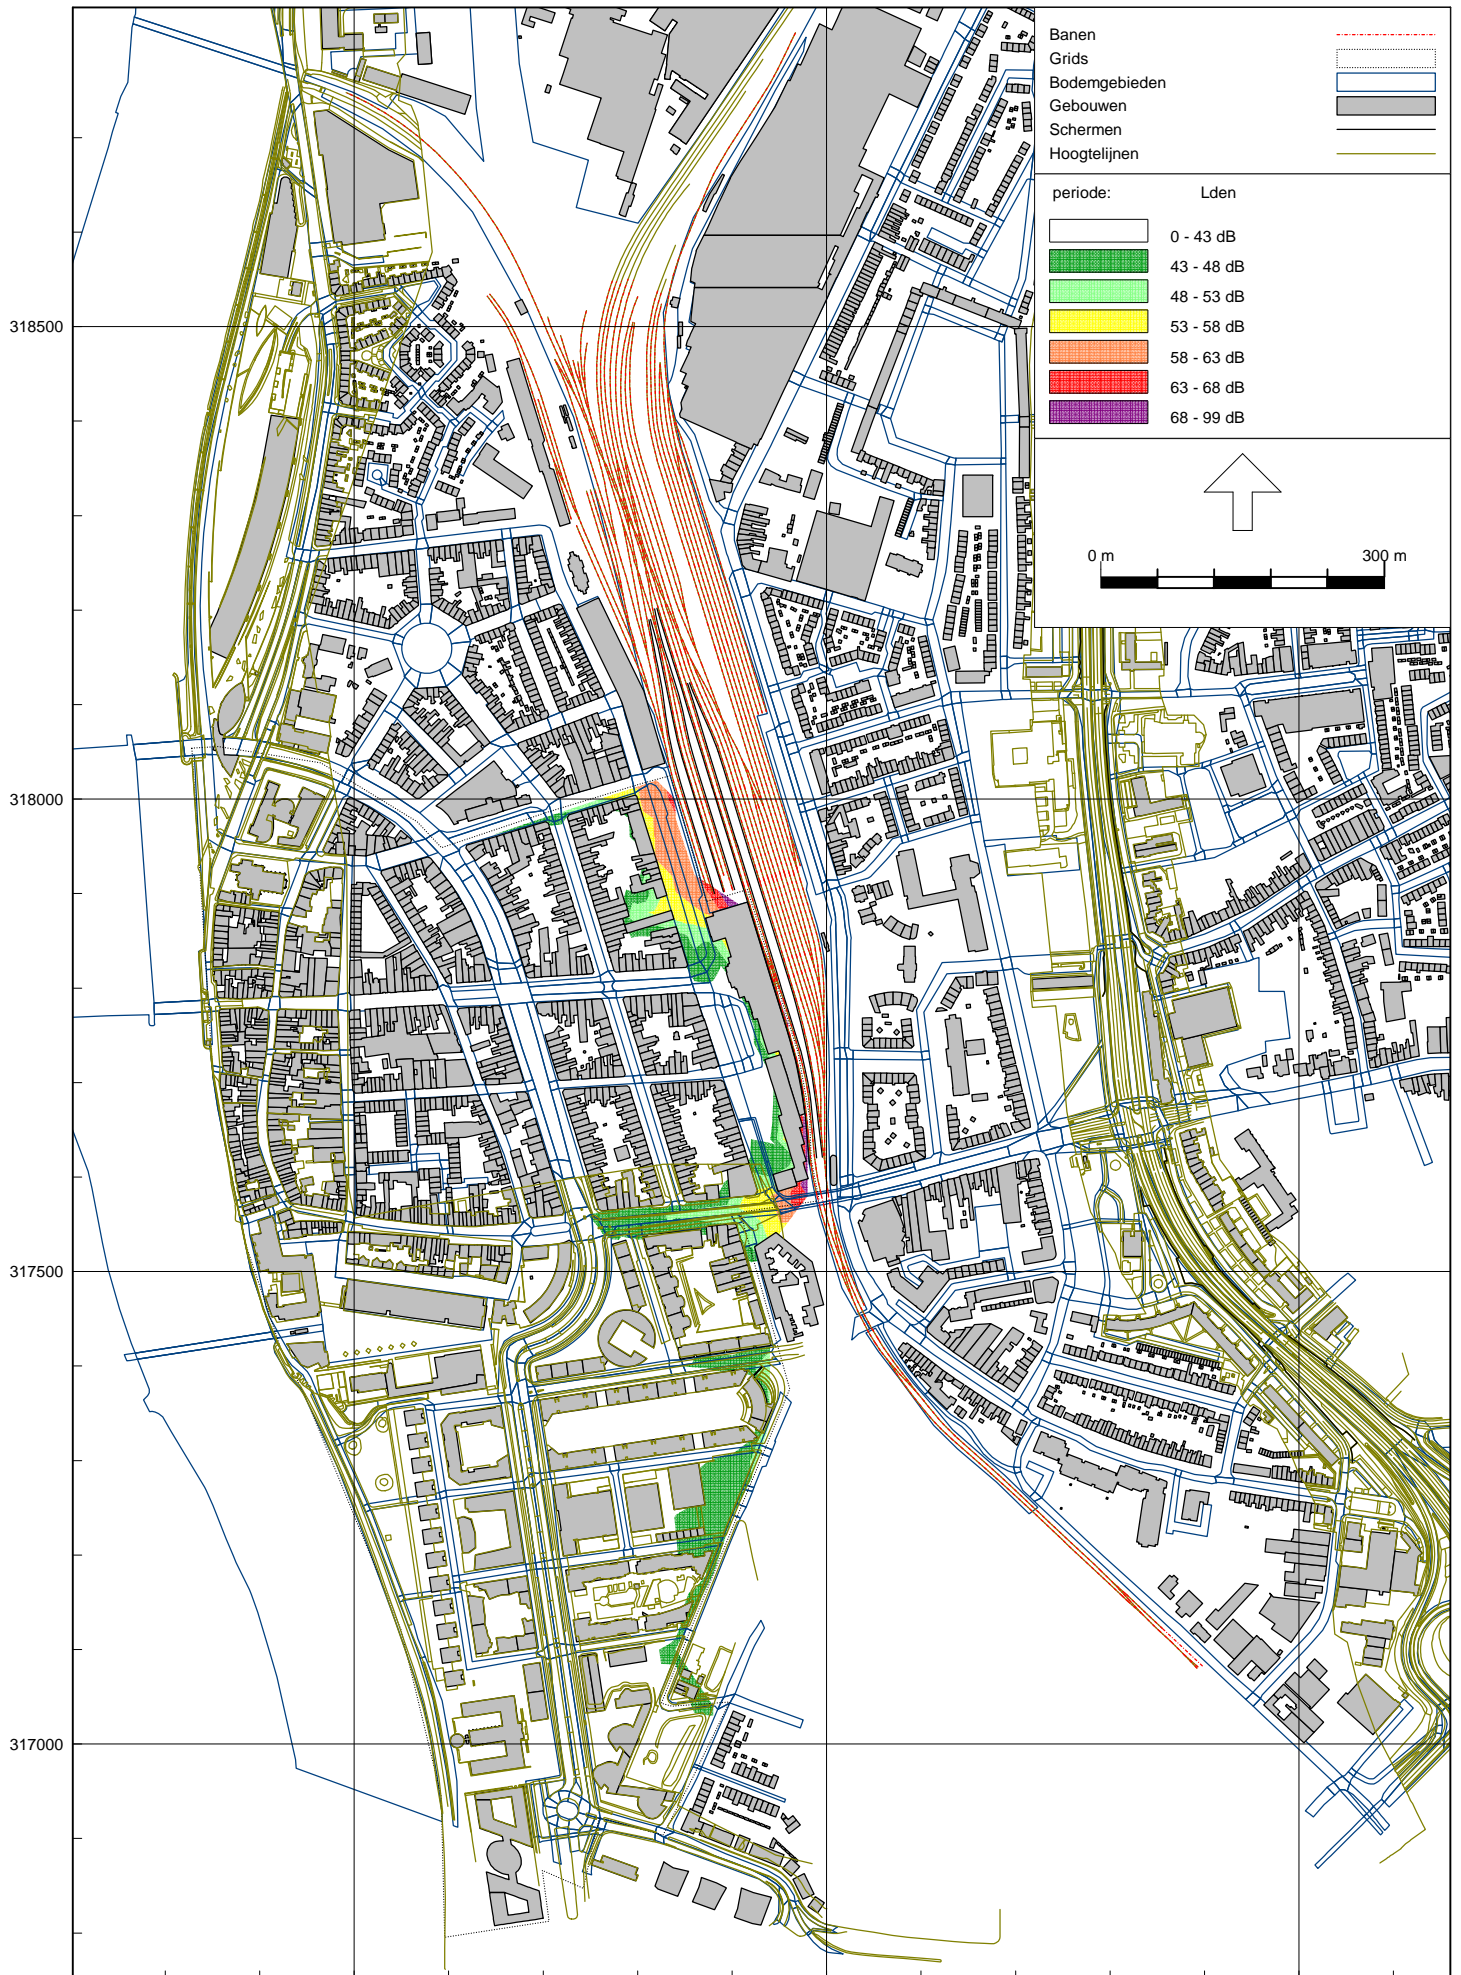 Banen
Grids
Bodemgebieden
Gebouwen
Schermen
Hoogtelijnen
periode: Lden
0 - 43 dB
43 - 48 dB
48 - 53 dB
53 - 58 dB
58 - 63 dB
63 - 68 dB
68 - 99 dB
0 m 300 m
318500
318000
317500
317000